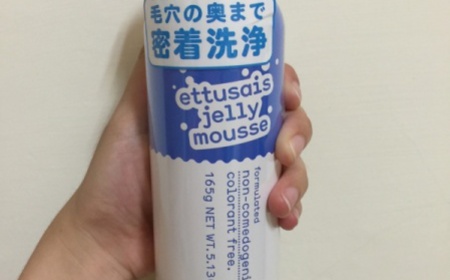 毛穴の奥まで
密着洗浄
ettusais
jelly
mousse
formulated
non-comedogeni
colorant free.
165g NET WT.5.13